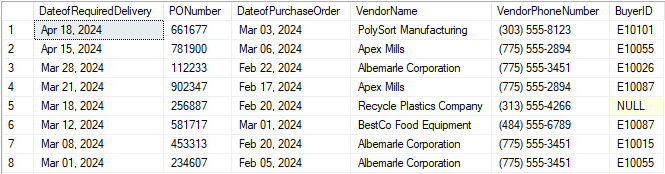 DateofRequiredDelivery PONumber DateofPurchaseOrder VendorName VendorPhoneNumber BuyerID
1 Apr 18, 2024 661677 Mar 03, 2024 PolySort Manufacturing (303) 555-8123 E10101
2 Apr 15, 2024 781900 Mar 06, 2024 Apex Mills (775) 555-2894 E10055
3 Mar 28, 2024 112233 Feb 22, 2024 Albemarle Corporation (775) 555-3451 E10026
4 Mar 21, 2024 902347 Feb 17, 2024 Apex Mills (775) 555-2894 E10087
5 Mar 18, 2024 256887 Feb 20, 2024 Recycle Plastics Company (313) 555-4266 NULL
6 Mar 12, 2024 581717 Mar 01, 2024 BestCo Food Equipment (484) 555-6789 E10087
7 Mar 08, 2024 453313 Feb 20, 2024 Albemarle Corporation (775) 555-3451 E10015
8 Mar 01, 2024 234607 Feb 05, 2024 Albemarle Corporation (775) 555-3451 E10055